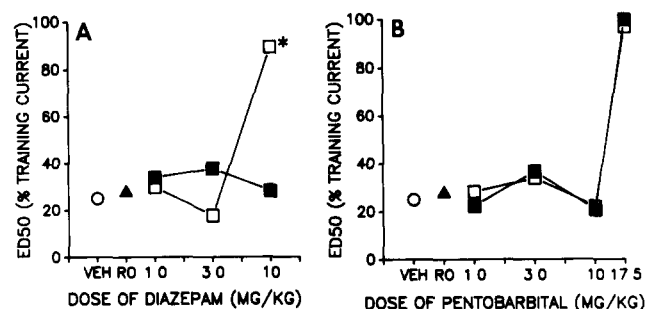 A
B
ED50 (% TRAINING CURRENT)
100
80
60
40
20
0
*
VEH RO 1 0 3 0 10
DOSE OF DIAZEPAM (MG/KG)
ED50 (% TRAINING CURRENT)
100
80
60
40
20
0
VEH RO 1 0 3 0 10 17 5
DOSE OF PENTOBARBITAL (MG/KG)